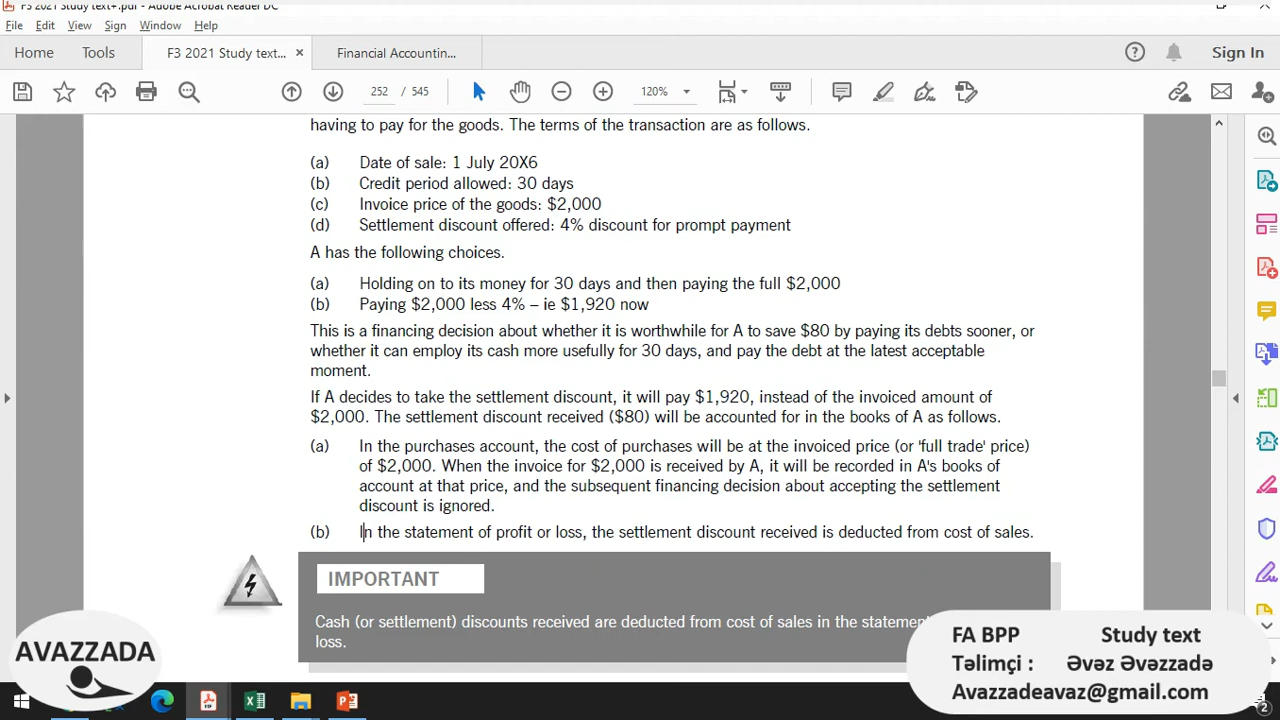 F3 2021 Study text+.pdf - Adobe Acrobat Reader DC
File Edit View Sign Window Help
Home Tools F3 2021 Study text... × Financial Accountin... Sign In
252 / 545 120%
having to pay for the goods. The terms of the transaction are as follows.
(a) Date of sale: 1 July 20X6
(b) Credit period allowed: 30 days
(c) Invoice price of the goods: $2,000
(d) Settlement discount offered: 4% discount for prompt payment
A has the following choices.
(a) Holding on to its money for 30 days and then paying the full $2,000
(b) Paying $2,000 less 4% – ie $1,920 now
This is a financing decision about whether it is worthwhile for A to save $80 by paying its debts sooner, or
whether it can employ its cash more usefully for 30 days, and pay the debt at the latest acceptable
moment.
If A decides to take the settlement discount, it will pay $1,920, instead of the invoiced amount of
$2,000. The settlement discount received ($80) will be accounted for in the books of A as follows.
(a) In the purchases account, the cost of purchases will be at the invoiced price (or 'full trade' price)
of $2,000. When the invoice for $2,000 is received by A, it will be recorded in A's books of
account at that price, and the subsequent financing decision about accepting the settlement
discount is ignored.
(b) In the statement of profit or loss, the settlement discount received is deducted from cost of sales.
IMPORTANT
Cash (or settlement) discounts received are deducted from cost of sales in the statement
loss.
AVAZZADA
FA BPP Study text
Təlimçi : Əvəz Əvəzzadə
Avazzadeavaz@gmail.com
2